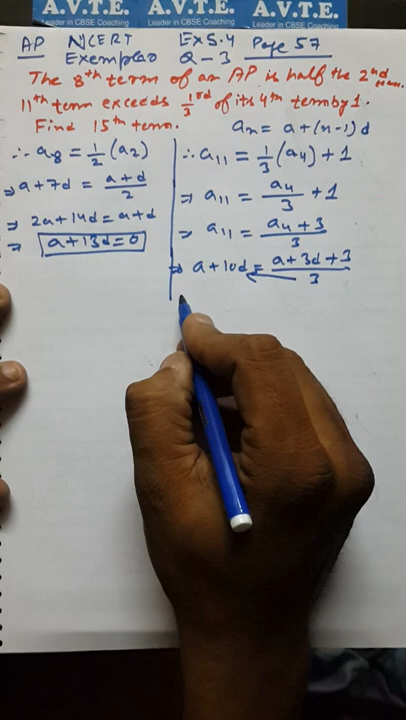 A.V.T.E. A.V.T.E. A.V.T.E.
Leader in CBSE Coaching Leader in CBSE Coaching Leader in CBSE Coaching
AP NCERT Ex 5.4 Page 57
Exemplar Q-3
The 8th term of an AP is half the 2nd term.
11th term exceeds 1/3rd of its 4th term by 1.
Find 15th term.
an = a+(n-1)d
∴ a8 = 1/2 (a2)
⇒ a+7d = a+d/2
⇒ 2a+14d = a+d
⇒ a+13d=0
∴ a11 = 1/3 (a4) + 1
⇒ a11 = a4/3 + 1
⇒ a11 = a4+3/3
⇒ a+10d = a+3d+3/3